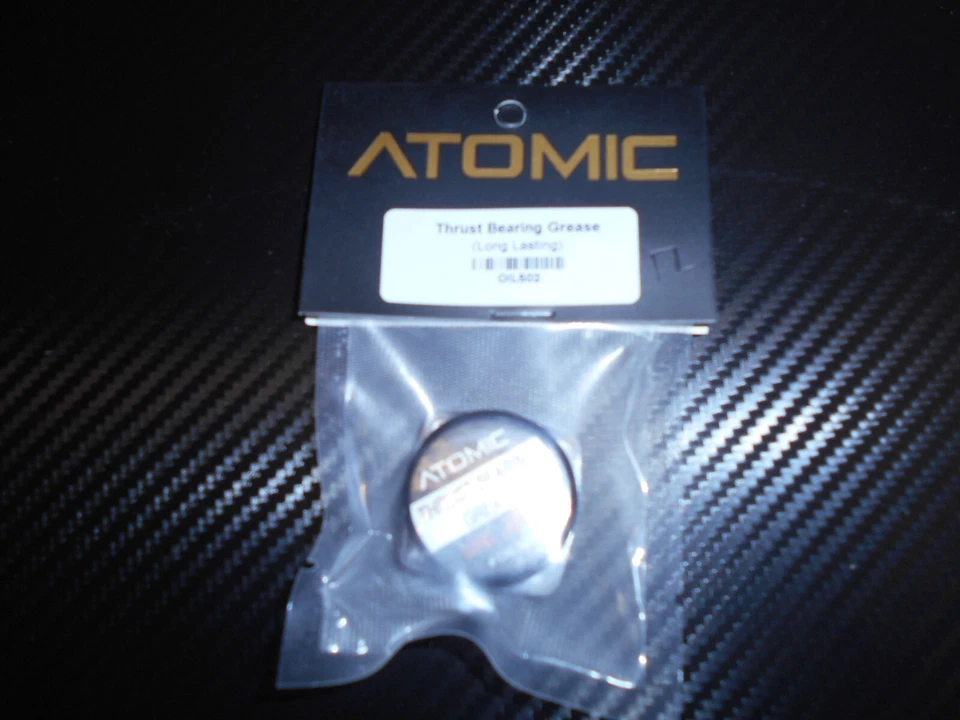 ATOMIC
Thrust Bearing Grease
(Long Lasting)
OIL502
ATOMIC